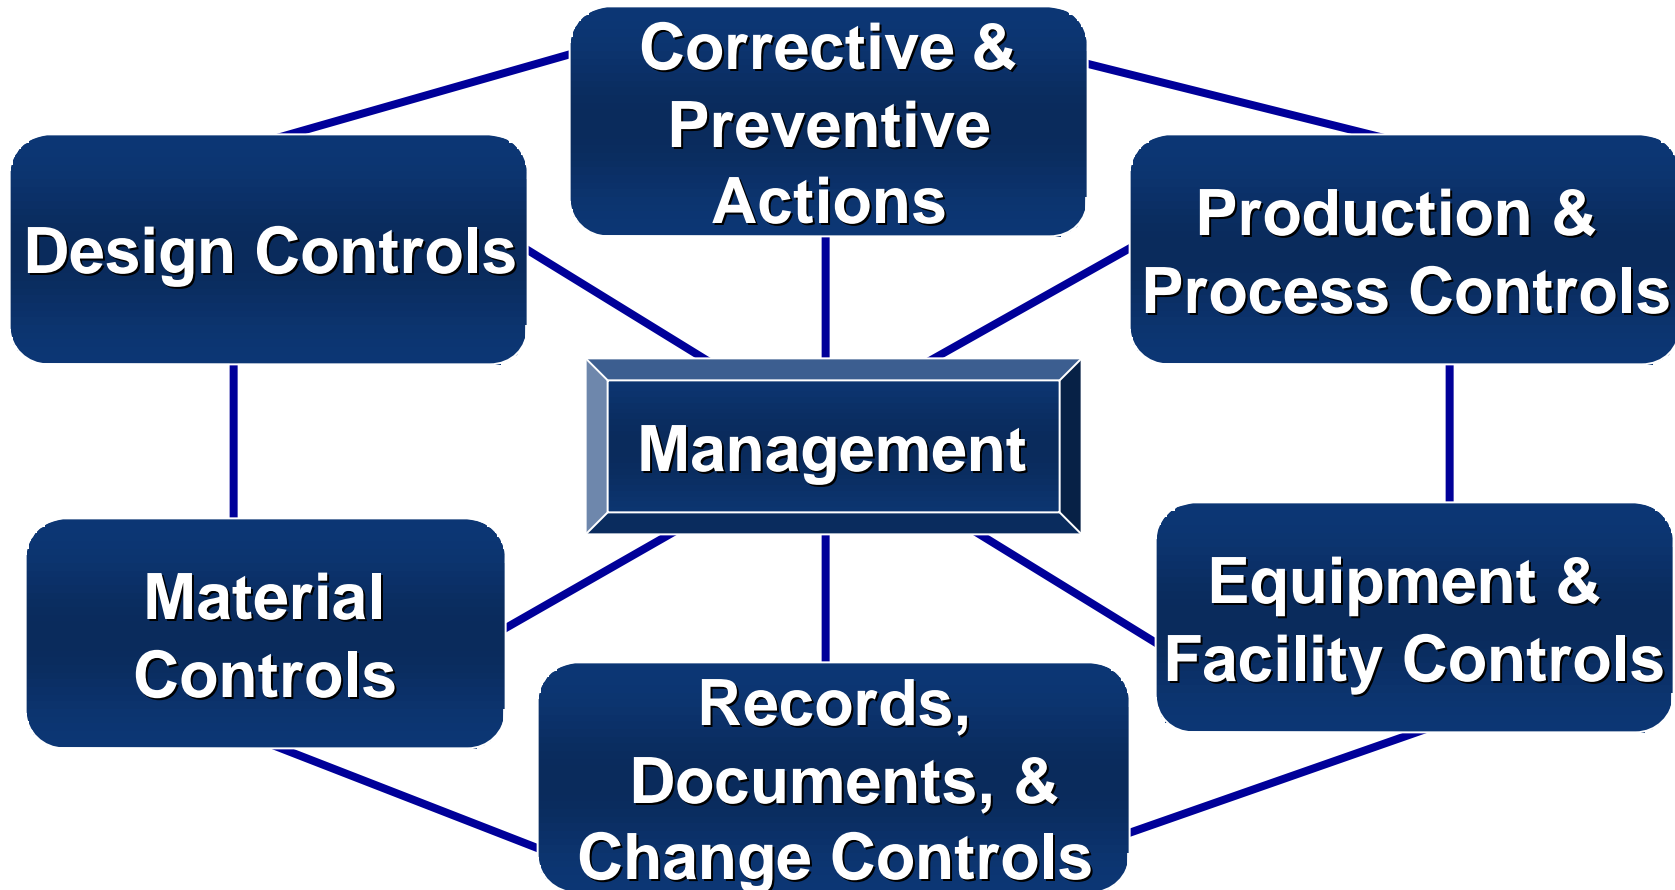 Corrective &
Preventive
Actions
Design Controls
Production &
Process Controls
Management
Material
Controls
Equipment &
Facility Controls
Records,
Documents, &
Change Controls